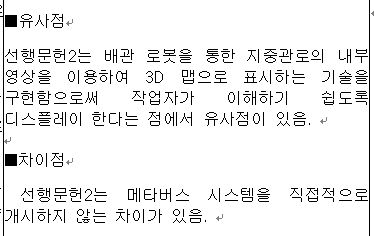 ■유사점
선행문헌2는 배관 로봇을 통한 지중관로의 내부
영상을 이용하여 3D 맵으로 표시하는 기술을
구현함으로써 작업자가 이해하기 쉽도록
디스플레이 한다는 점에서 유사점이 있음.
■차이점
선행문헌2는 메타버스 시스템을 직접적으로
개시하지 않는 차이가 있음.